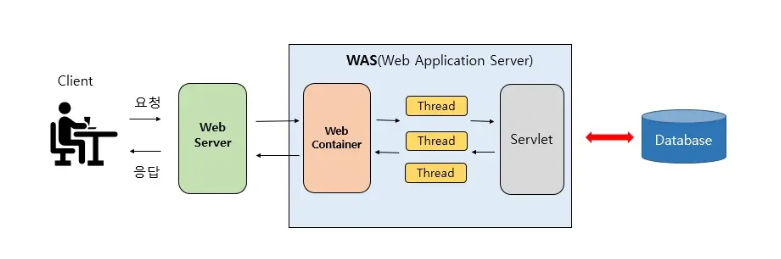 WAS(Web Application Server)
Client
요청
응답
Web
Server
Web
Container
Thread
Thread
Thread
Servlet
Database